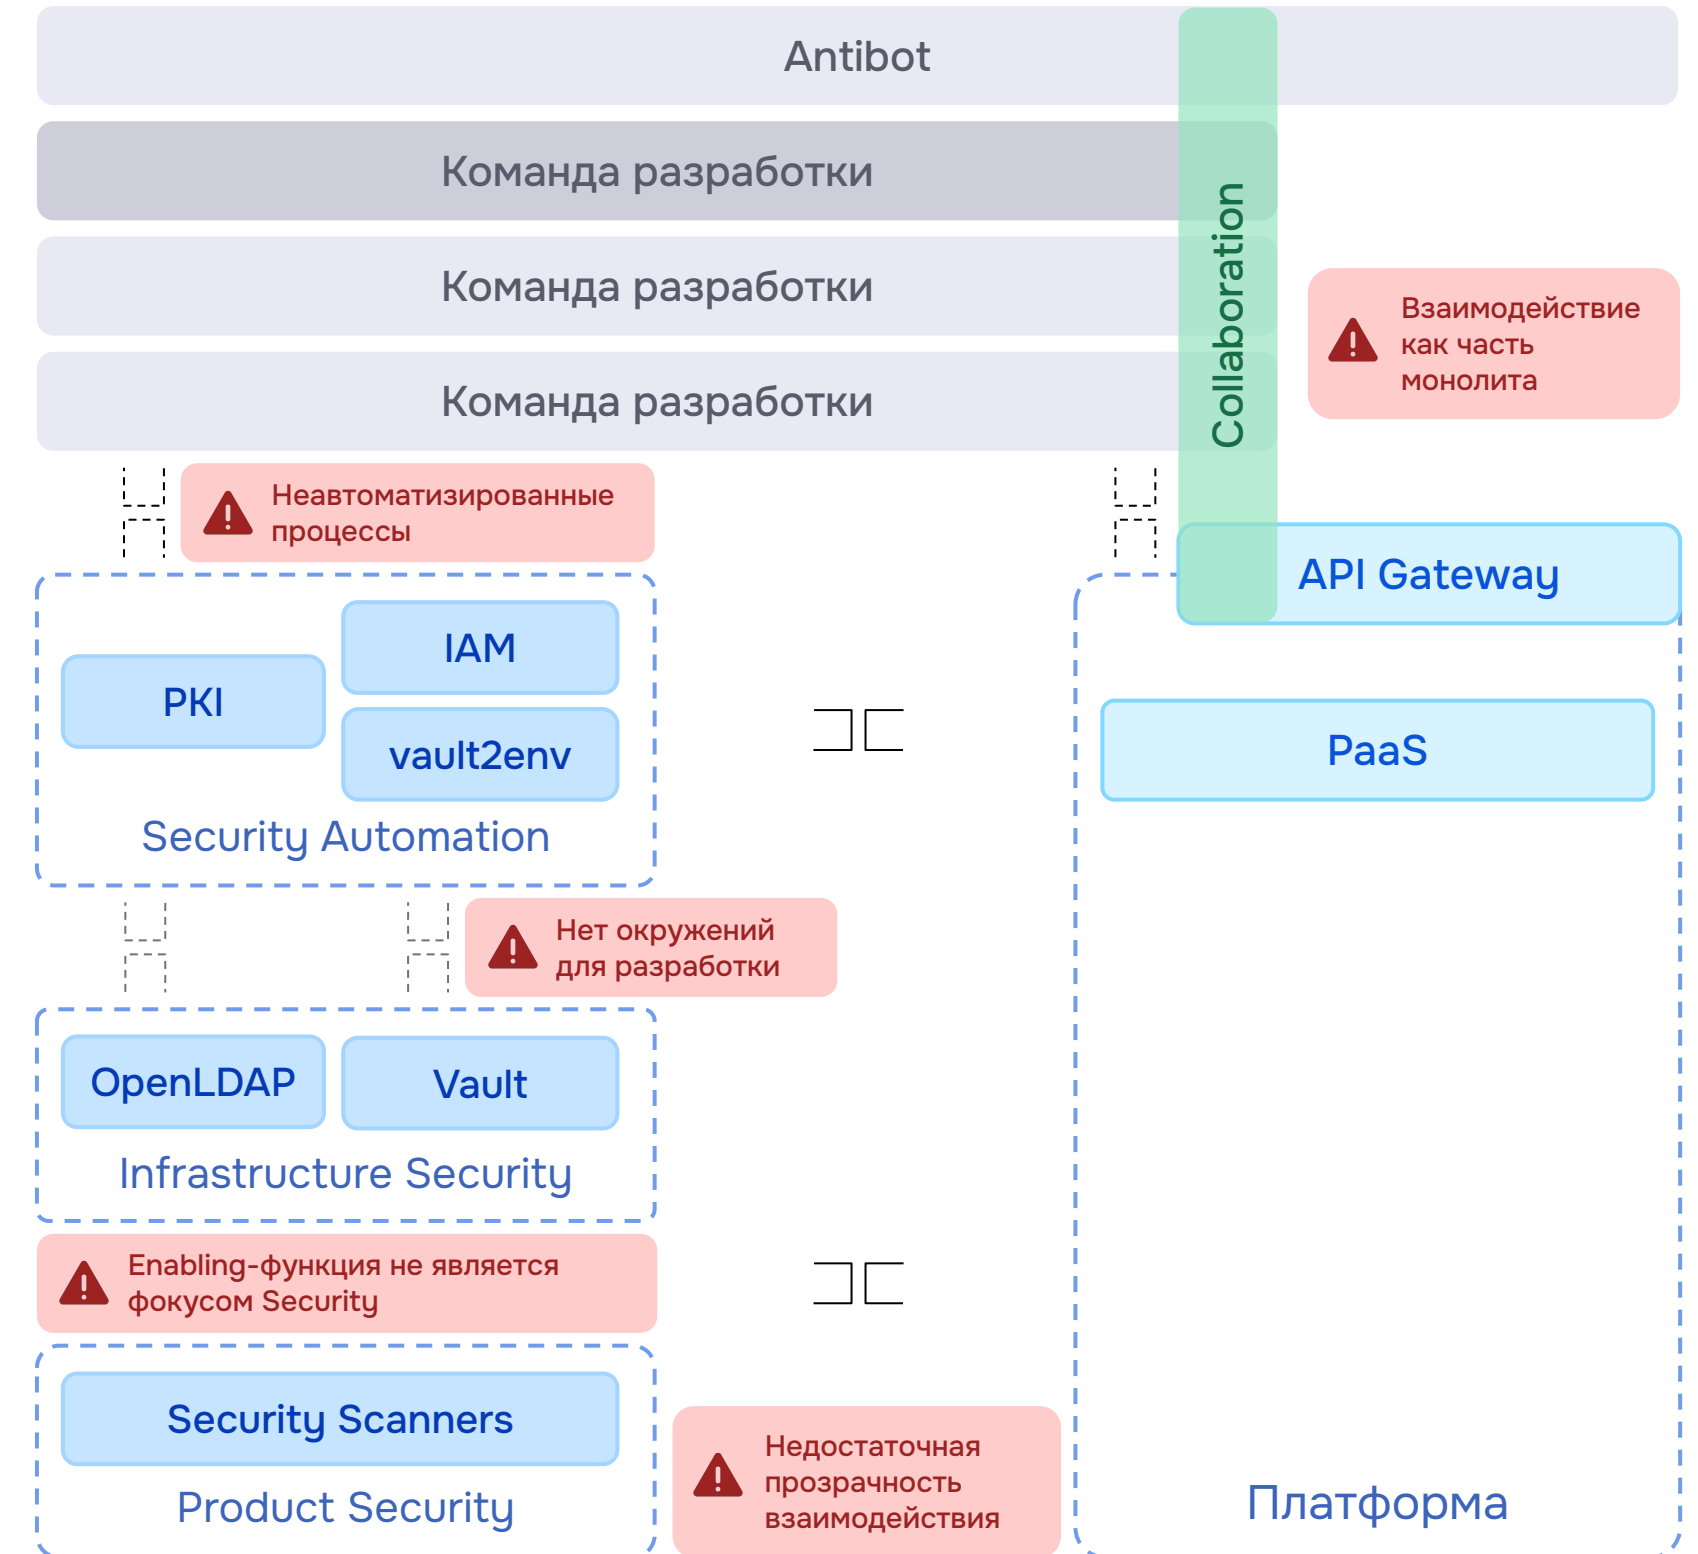 Antibot
Команда разработки
Команда разработки
Команда разработки
Collaboration
Взаимодействие
как часть
монолита
Неавтоматизированные
процессы
API Gateway
IAM
PKI
vault2env
Security Automation
PaaS
Нет окружений
для разработки
OpenLDAP
Vault
Infrastructure Security
Enabling-функция не является
фокусом Security
Security Scanners
Product Security
Недостаточная
прозрачность
взаимодействия
Платформа